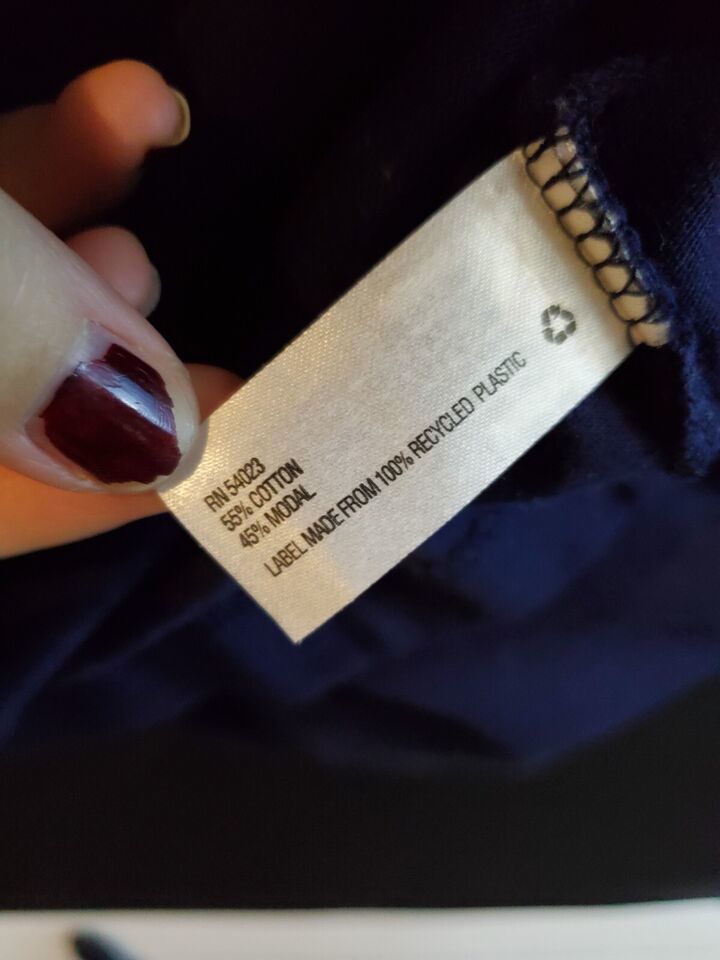 RN 54023
55% COTTON
45% MODAL
LABEL MADE FROM 100% RECYCLED PLASTIC